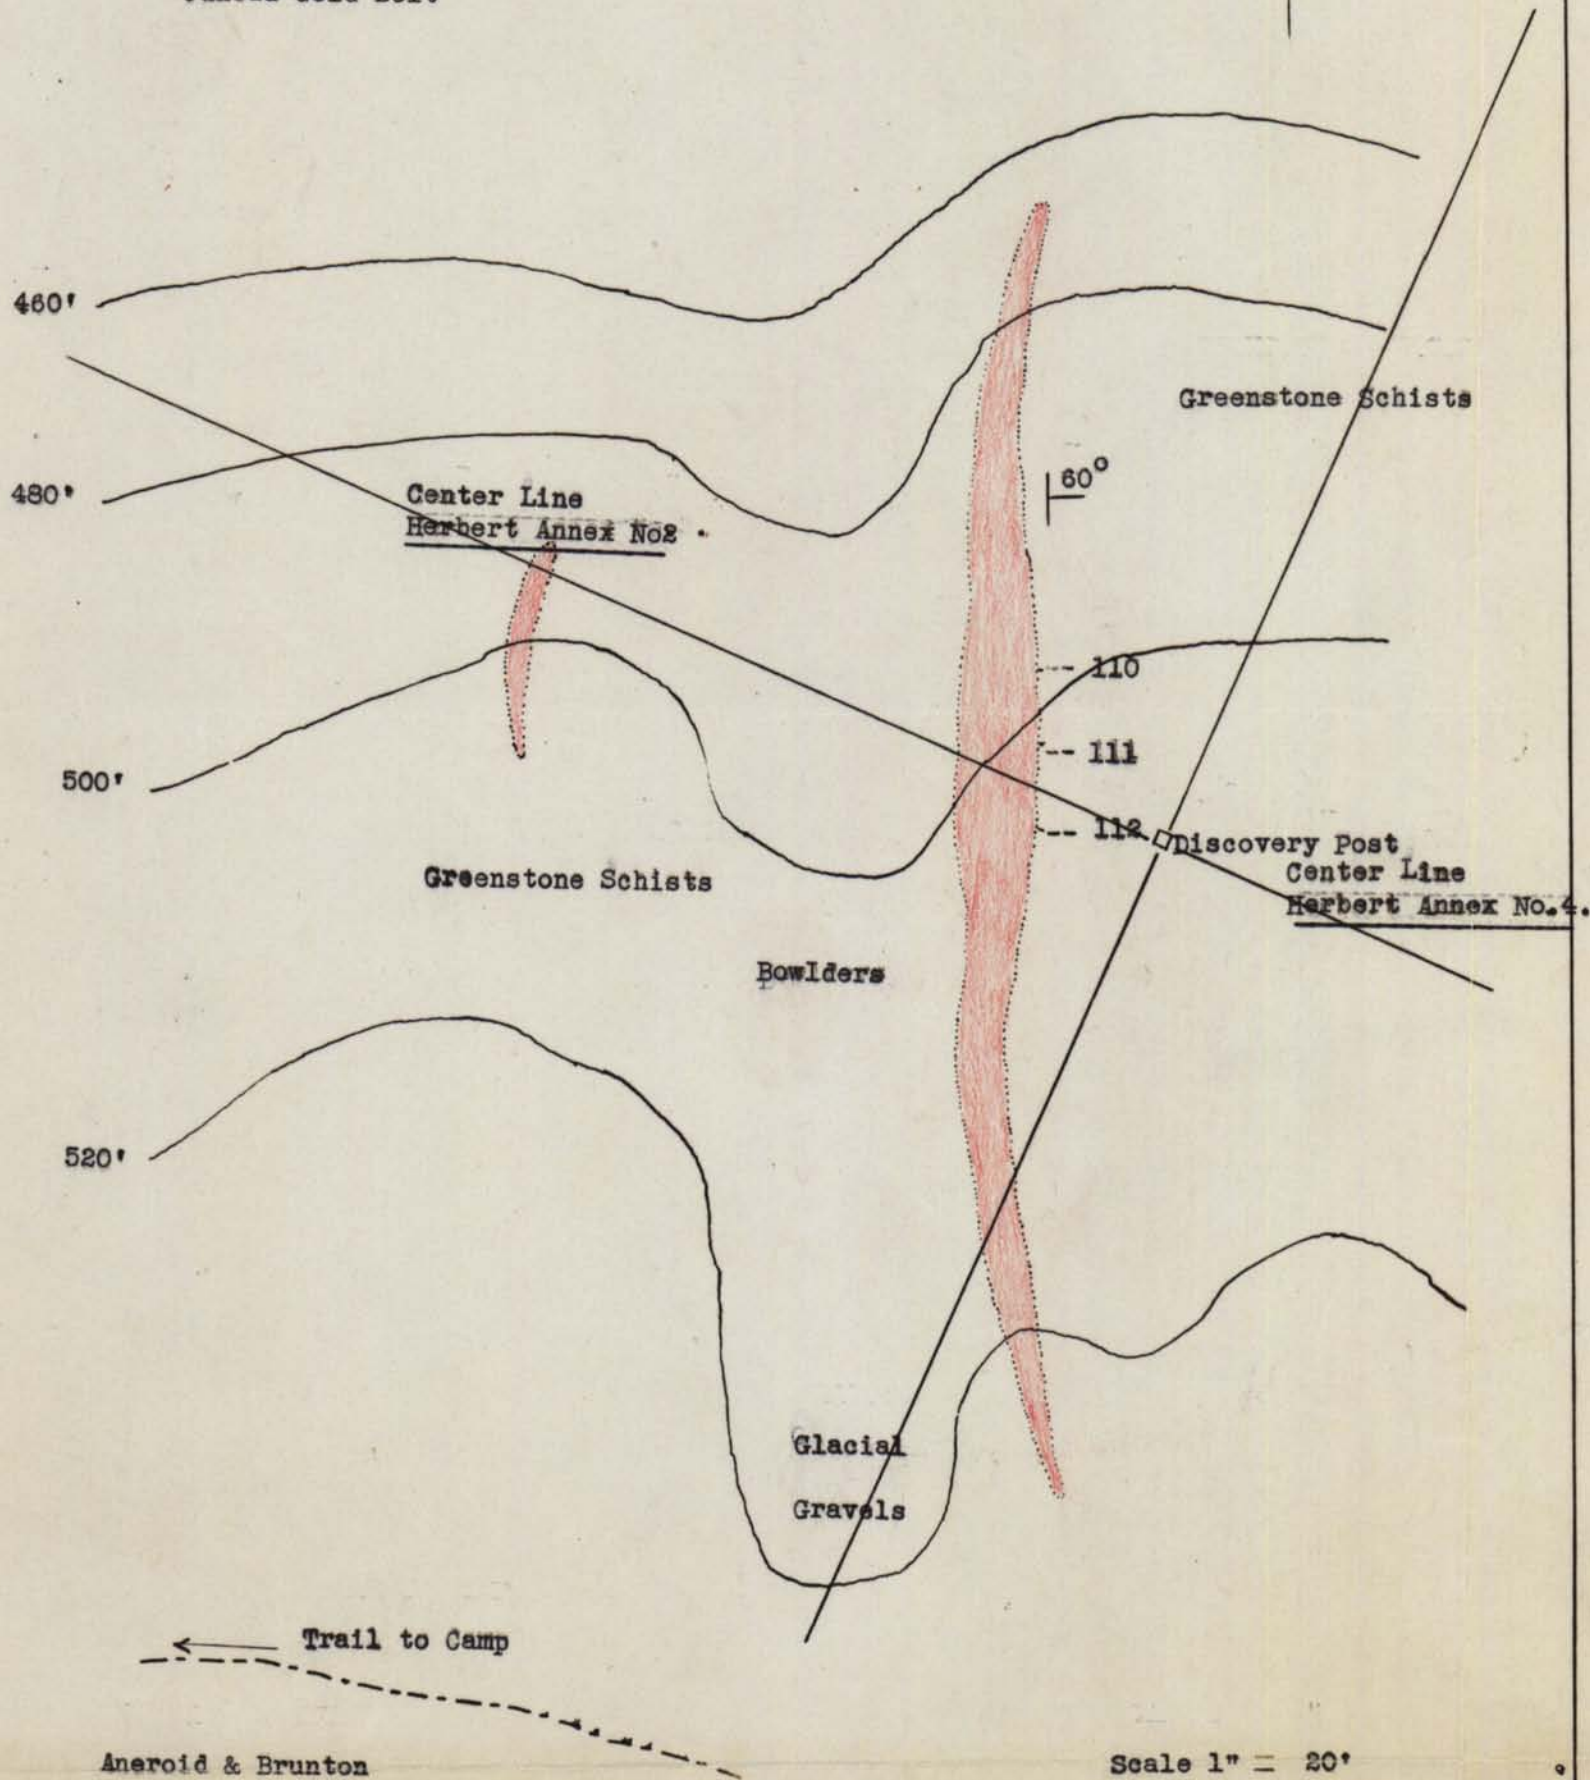 460'
Greenstone Schists
60°
480'
Center Line
Herbert Annex No2
110
111
500'
112
Discovery Post
Center Line
Herbert Annex No.4.
Greenstone Schists
Bowlders
520'
Glacial
Gravels
Trail to Camp
Aneroid & Brunton
Scale 1" = 20'